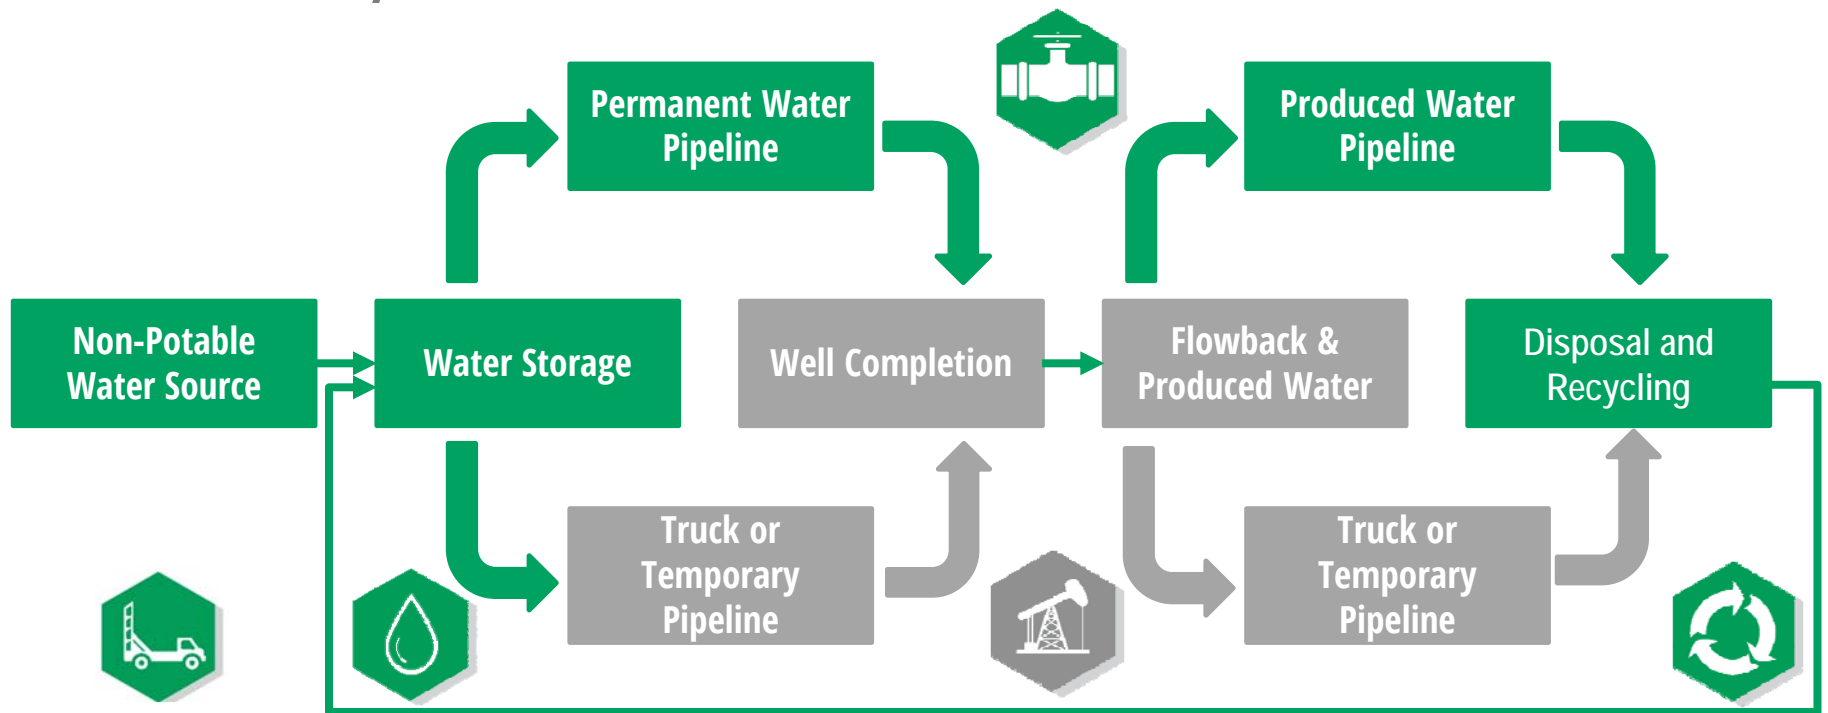 Permanent Water
Pipeline
Produced Water
Pipeline
Non-Potable
Water Source
Water Storage
Well Completion
Flowback &
Produced Water
Disposal and
Recycling
Truck or
Temporary
Pipeline
Truck or
Temporary
Pipeline